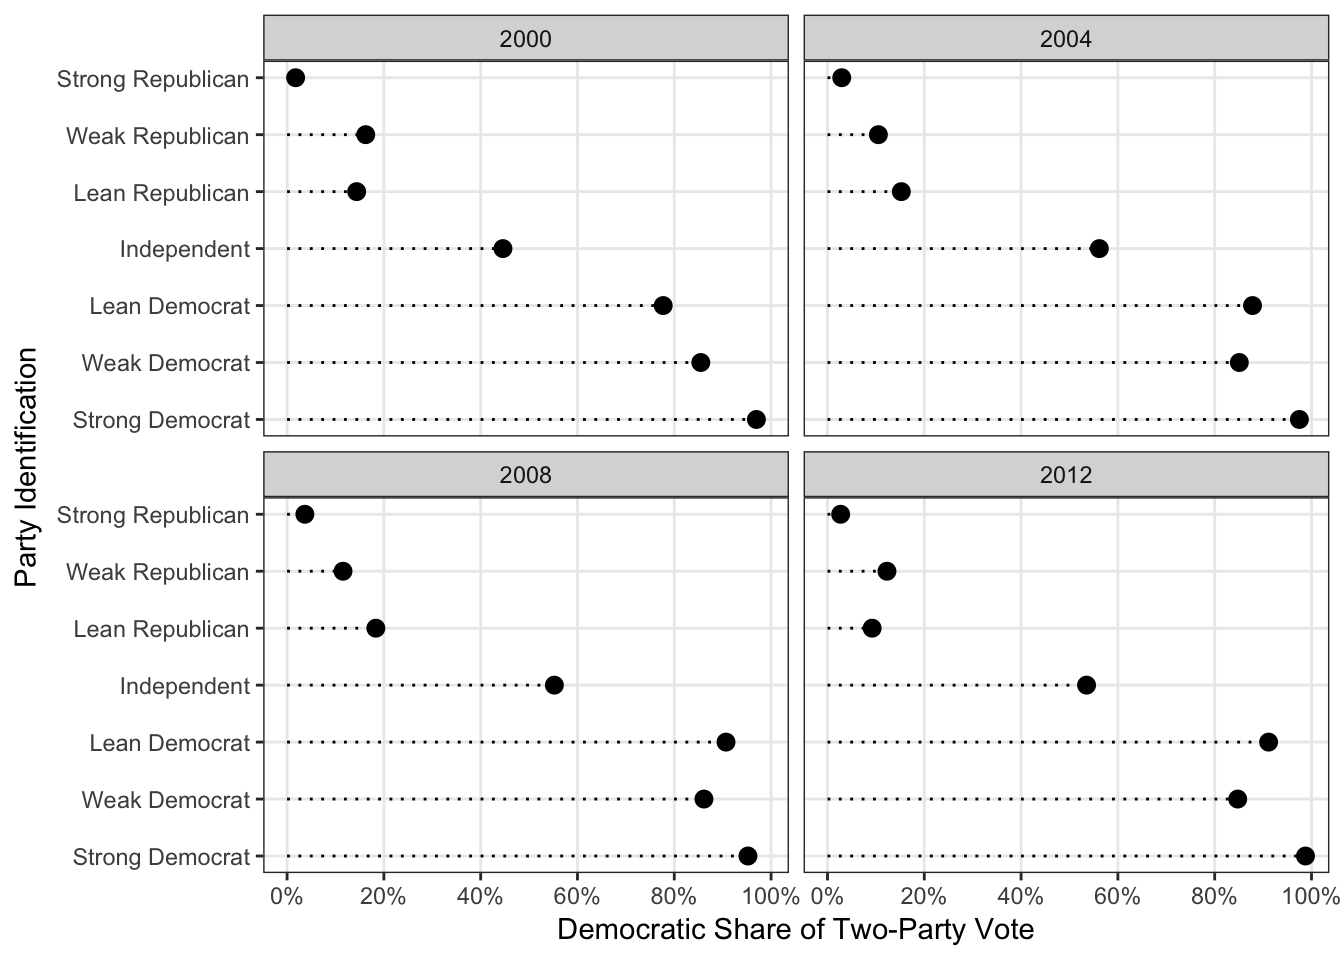 2000
2004
Strong Republican
Weak Republican
Lean Republican
Independent
Lean Democrat
Weak Democrat
Strong Democrat
2008
2012
Strong Republican
Weak Republican
Lean Republican
Independent
Lean Democrat
Weak Democrat
Strong Democrat
Party Identification
0% 20% 40% 60% 80% 100% 0% 20% 40% 60% 80% 100%
Democratic Share of Two-Party Vote